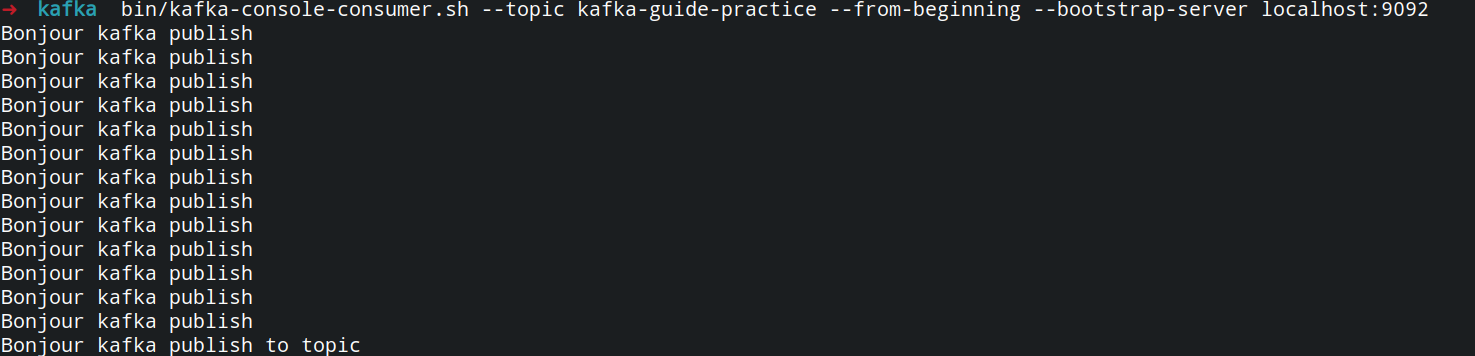 → kafka bin/kafka-console-consumer.sh --topic kafka-guide-practice --from-beginning --bootstrap-server localhost:9092
Bonjour kafka publish
Bonjour kafka publish
Bonjour kafka publish
Bonjour kafka publish
Bonjour kafka publish
Bonjour kafka publish
Bonjour kafka publish
Bonjour kafka publish
Bonjour kafka publish
Bonjour kafka publish
Bonjour kafka publish
Bonjour kafka publish
Bonjour kafka publish
Bonjour kafka publish to topic